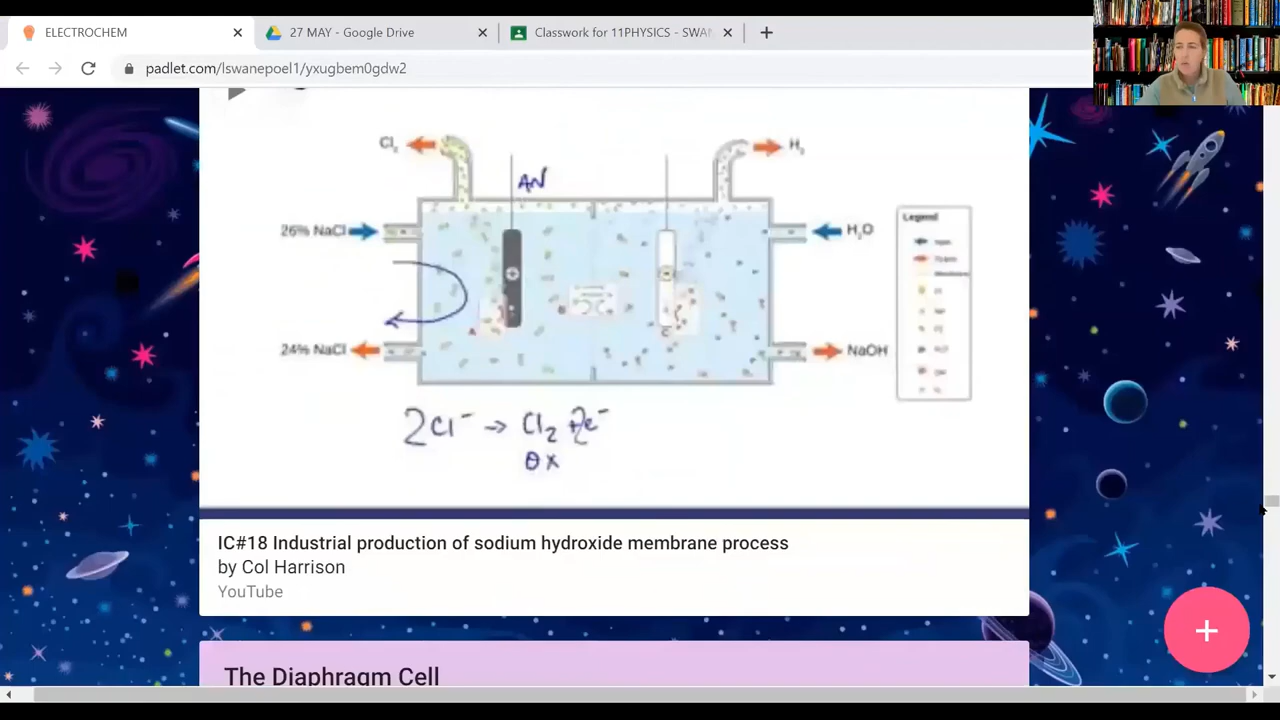 ELECTROCHEM
27 MAY - Google Drive
Classwork for 11PHYSICS - SWAN
padlet.com/lswanepoel1/yxugbem0gdw2
Cl₂
H₂
AN
26% NaCl
H₂O
Legend
24% NaCl
NaOH
2Cl⁻ → Cl₂ + 2e⁻
OX
IC#18 Industrial production of sodium hydroxide membrane process
by Col Harrison
YouTube
The Diaphragm Cell